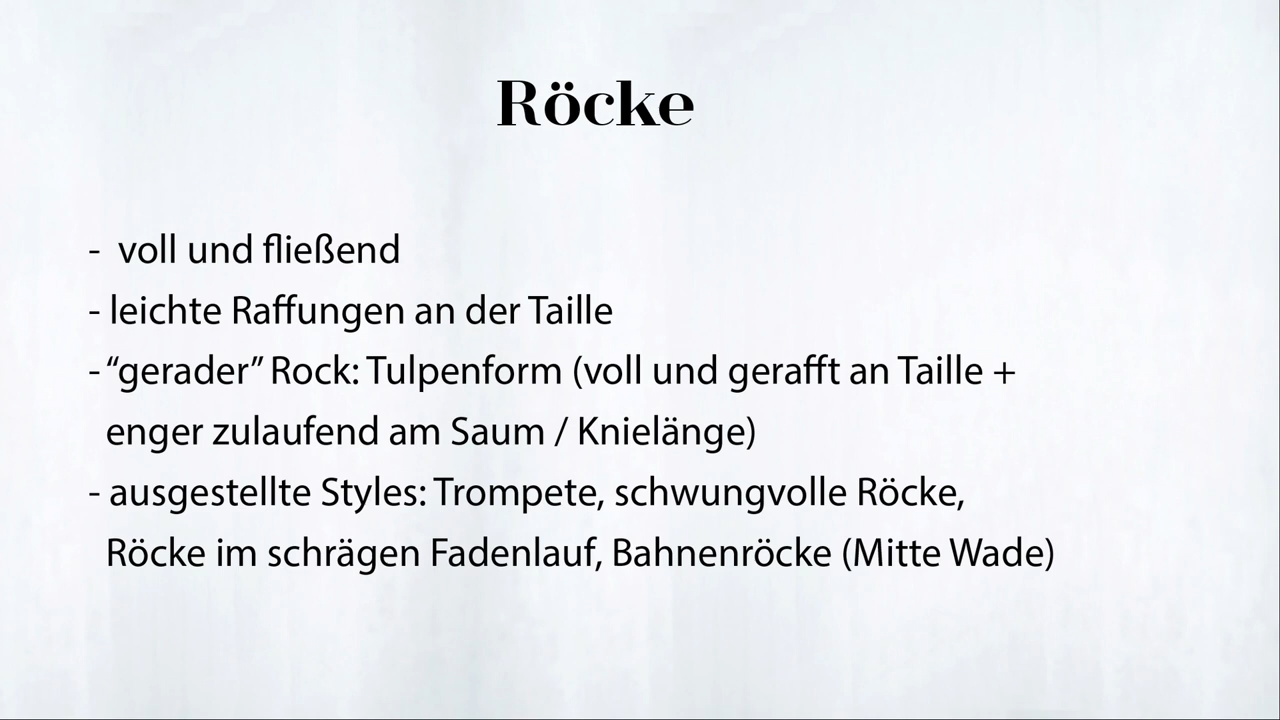 Röcke
- voll und fließend
- leichte Raffungen an der Taille
- “gerader” Rock: Tulpenform (voll und gerafft an Taille +
enger zulaufend am Saum / Knielänge)
- ausgestellte Styles: Trompete, schwungvolle Röcke,
Röcke im schrägen Fadenlauf, Bahnenröcke (Mitte Wade)